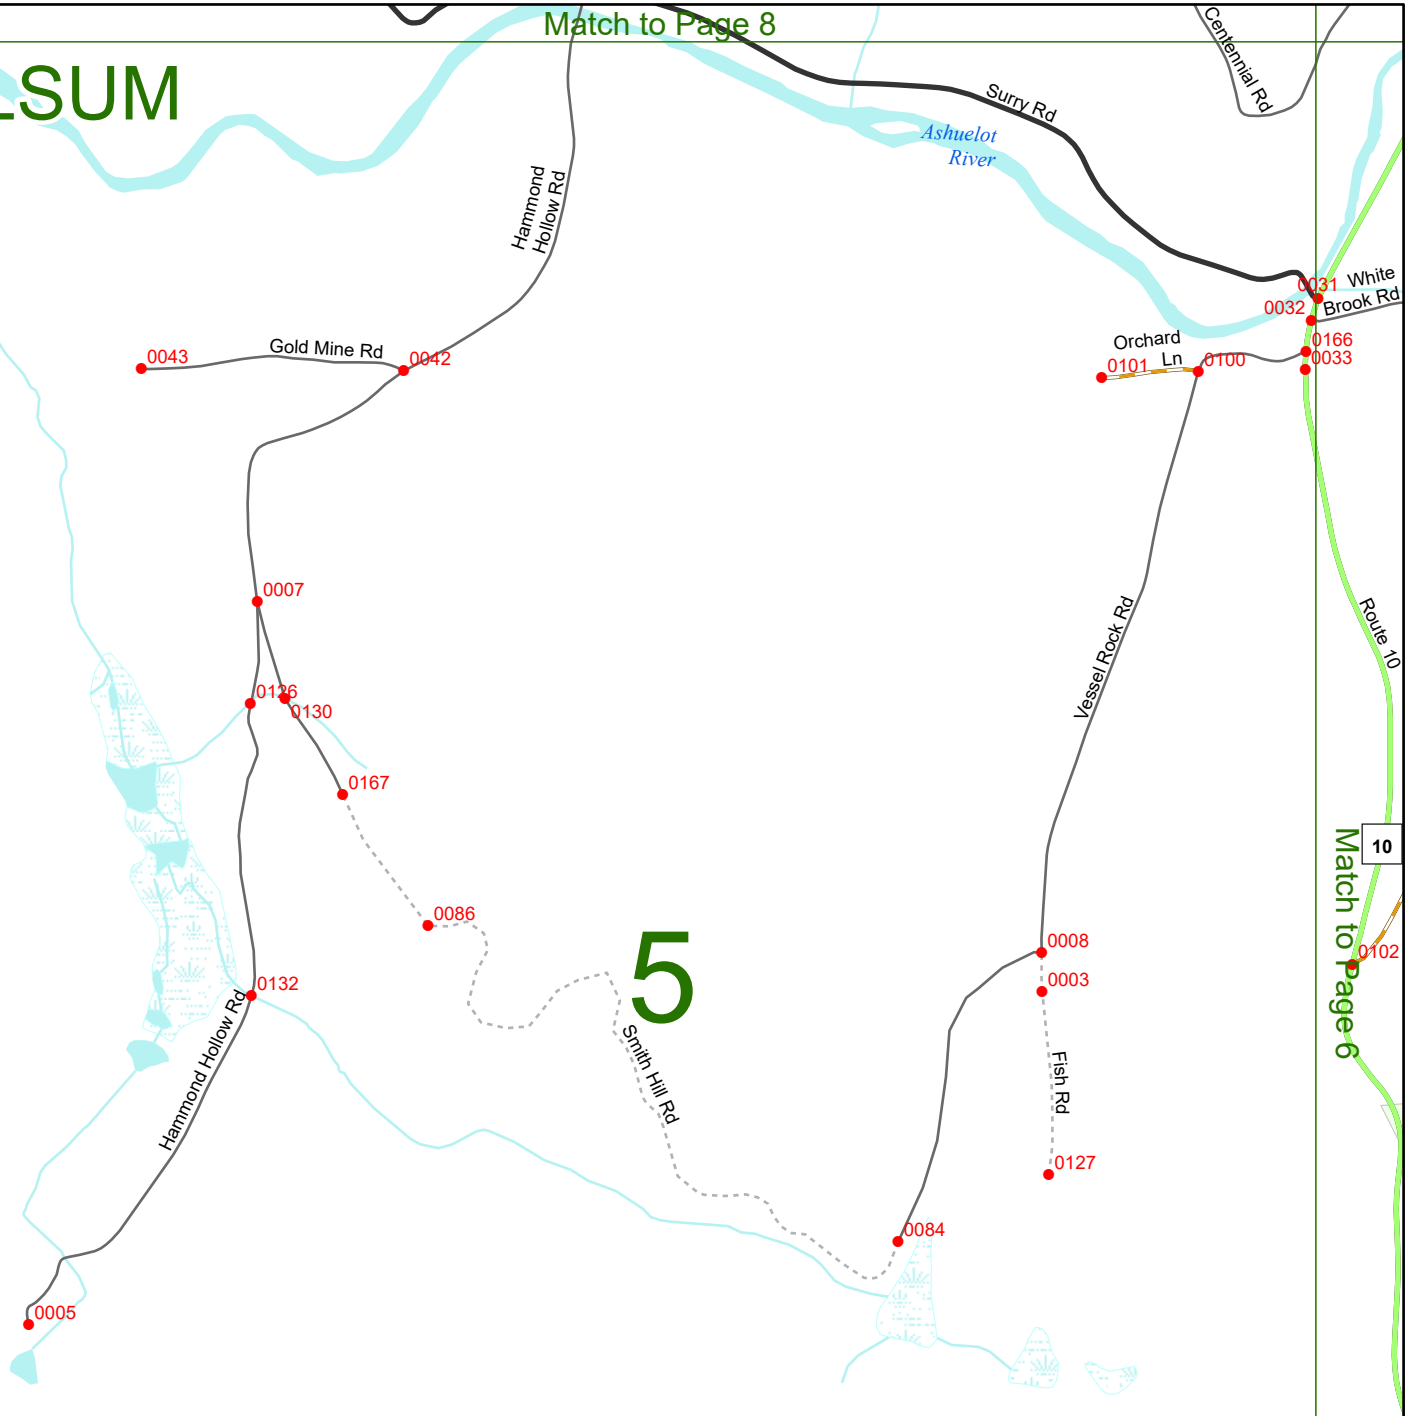 Match to Page 8
LSUM
Centennial Rd
Surry Rd
Ashuelot
River
Hammond
Hollow Rd
White
Brook Rd
0031
0032
0166
0033
Orchard
Ln
0101
0100
Gold Mine Rd
0043
0042
0007
Route 10
Vessel Rock Rd
0126
0130
0167
10
Match to Page 6
0086
5
0008
0003
0102
0132
Hammond Hollow Rd
Smith Hill Rd
Fish Rd
0127
0084
0005